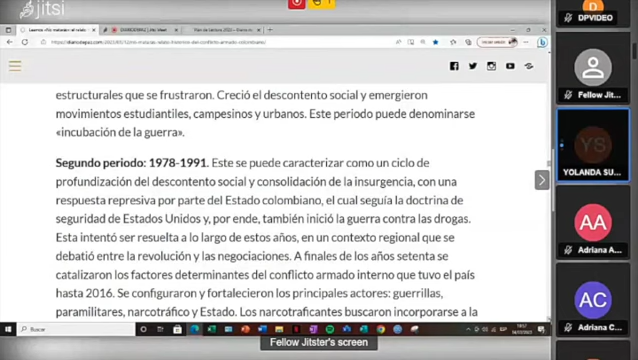 jitsi
DPVIDEO
Fellow Jits...
YOLANDA SU...
Adriana A...
Adriana C...
estructurales que se frustraron. Creció el descontento social y emergieron
movimientos estudiantiles, campesinos y urbanos. Este periodo puede denominarse
«incubación de la guerra».
Segundo periodo: 1978-1991. Este se puede caracterizar como un ciclo de
profundización del descontento social y consolidación de la insurgencia, con una
respuesta represiva por parte del Estado colombiano, el cual seguía la doctrina de
seguridad de Estados Unidos y, por ende, también inició la guerra contra las drogas.
Esta intentó ser resuelta a lo largo de estos años, en un contexto regional que se
debatió entre la revolución y las negociaciones. A finales de los años setenta se
catalizaron los factores determinantes del conflicto armado interno que tuvo el país
hasta 2016. Se configuraron y fortalecieron los principales actores: guerrillas,
paramilitares, narcotráfico y Estado. Los narcotraficantes buscaron incorporarse a la
Buscar
Fellow Jitster's screen
YS
AA
AC